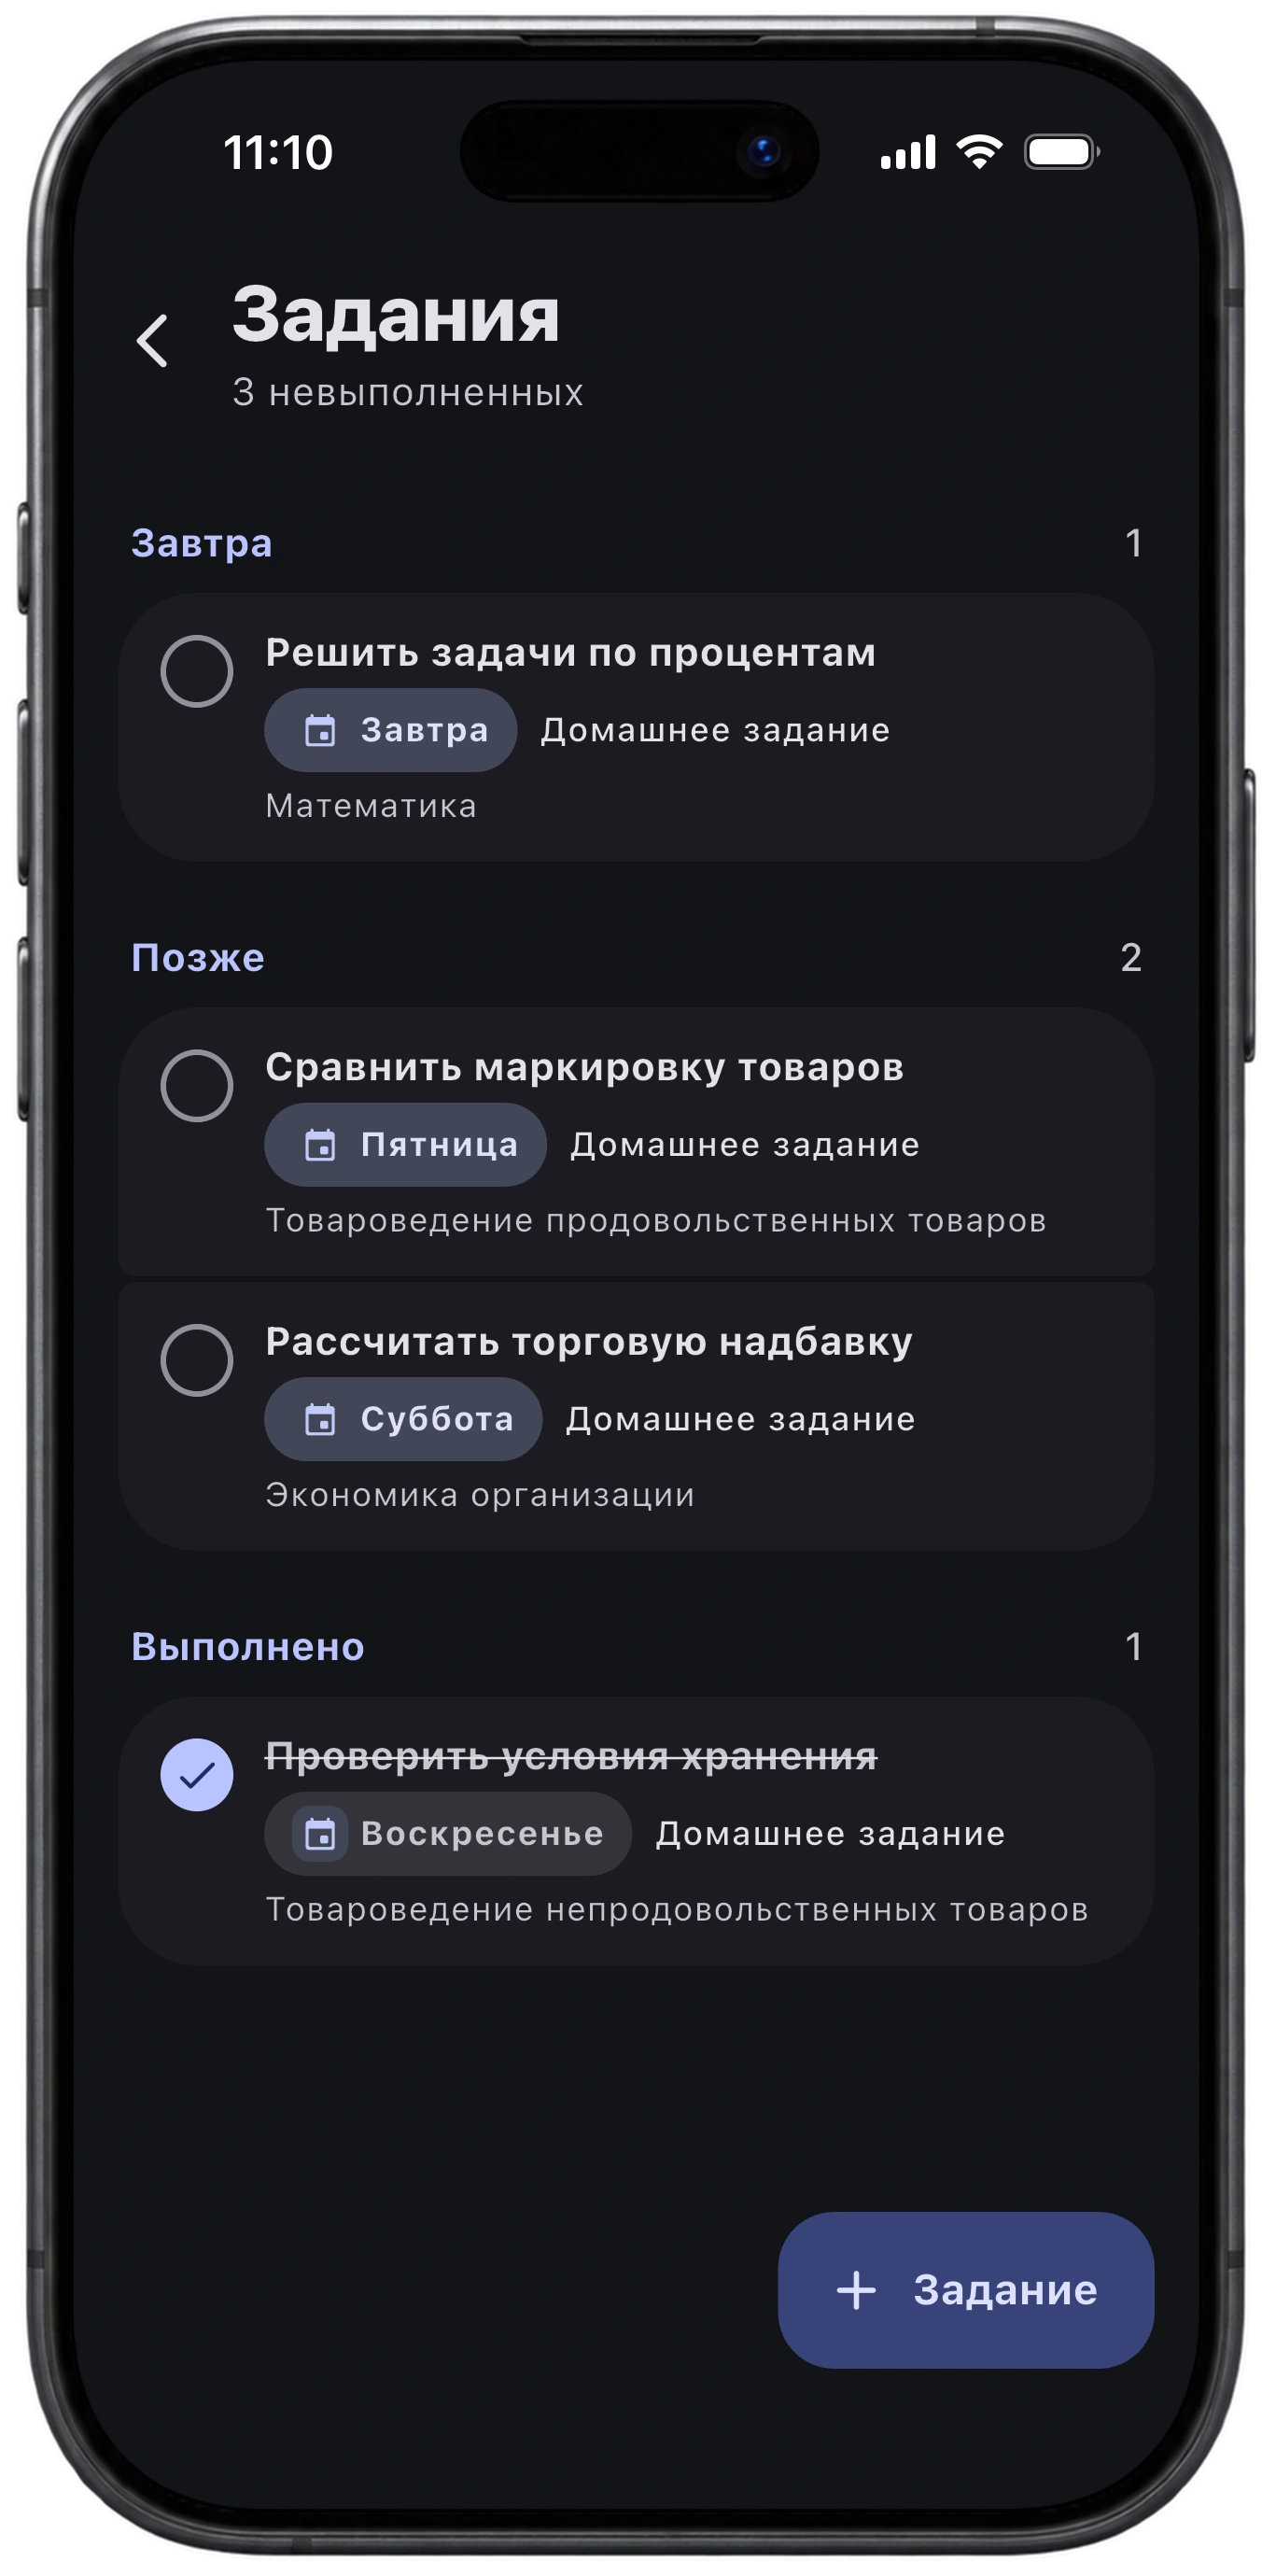 11:10
Задания
3 невыполненных
Завтра 1
Решить задачи по процентам
Завтра Домашнее задание
Математика
Позже 2
Сравнить маркировку товаров
Пятница Домашнее задание
Товароведение продовольственных товаров
Рассчитать торговую надбавку
Суббота Домашнее задание
Экономика организации
Выполнено 1
Проверить условия хранения
Воскресенье Домашнее задание
Товароведение непродовольственных товаров
+ Задание